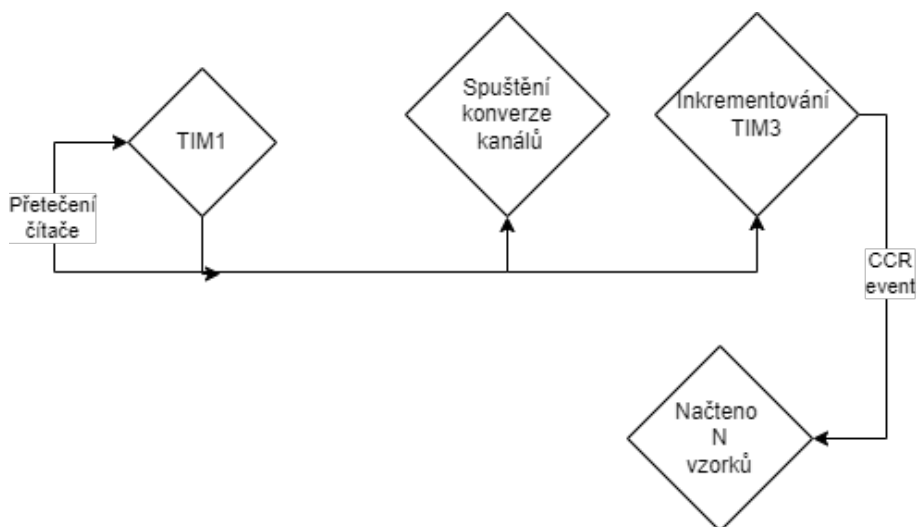 TIM1
Přetečení
čítače
Spuštění
konverze
kanálů
Inkrementování
TIM3
CCR
event
Načteno
N
vzorků